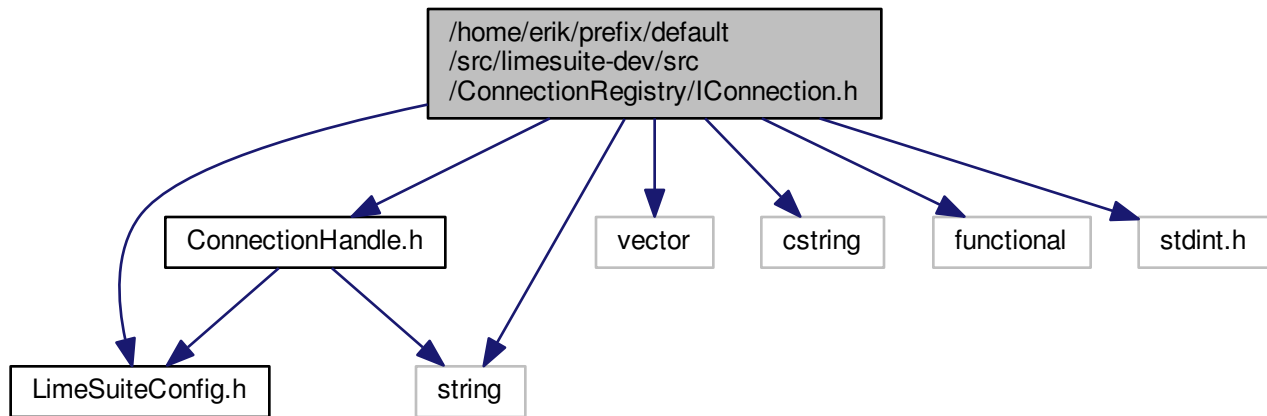 /home/erik/prefix/default
/src/limesuite-dev/src
/ConnectionRegistry/IConnection.h
ConnectionHandle.h
vector
cstring
functional
stdint.h
LimeSuiteConfig.h
string